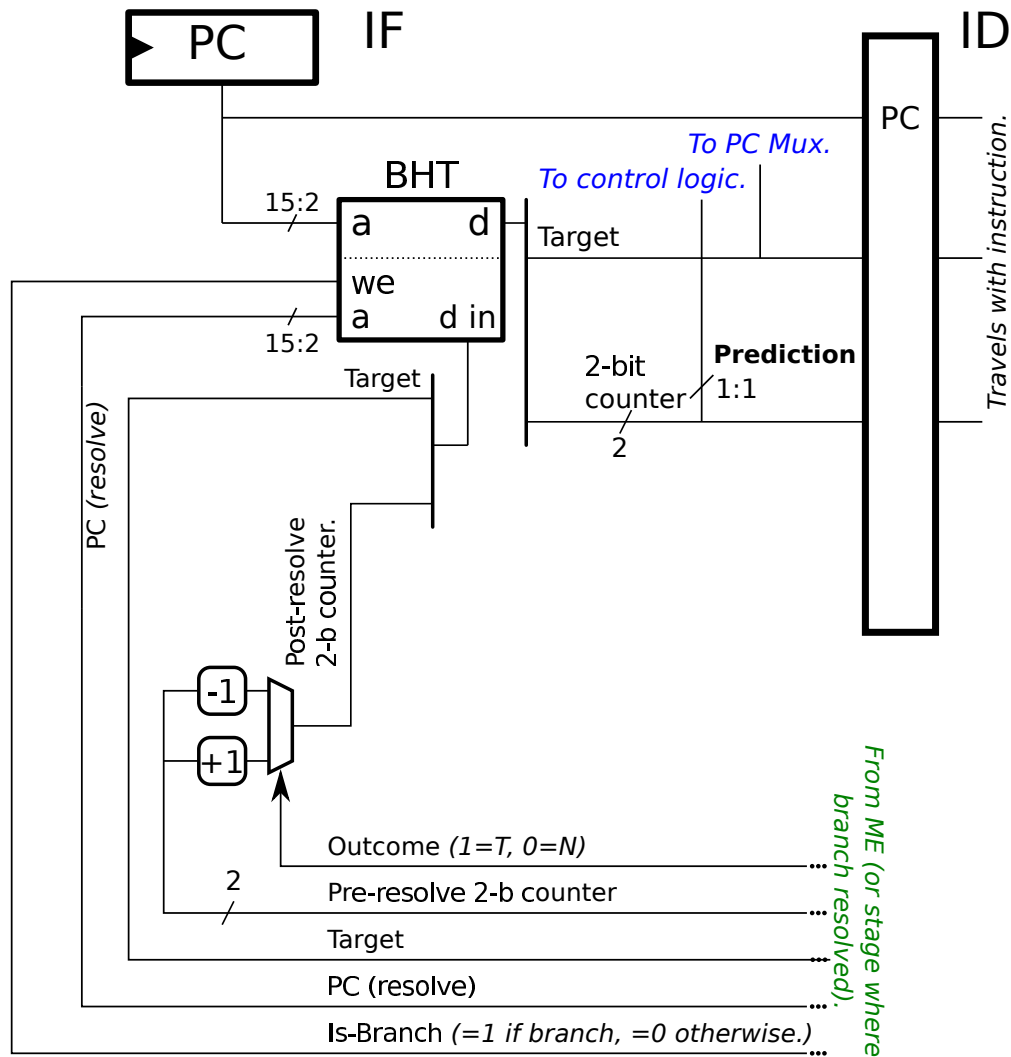 PC
IF
ID
PC
Travels with instruction.
To PC Mux.
To control logic.
BHT
15:2
a
d
Target
we
a
d in
15:2
Prediction
1:1
2-bit
counter
2
Target
PC (resolve)
Post-resolve
2-b counter.
-1
+1
From ME (or stage where
branch resolved).
Outcome (1=T, 0=N)
2
Pre-resolve 2-b counter
Target
PC (resolve)
Is-Branch (=1 if branch, =0 otherwise.)